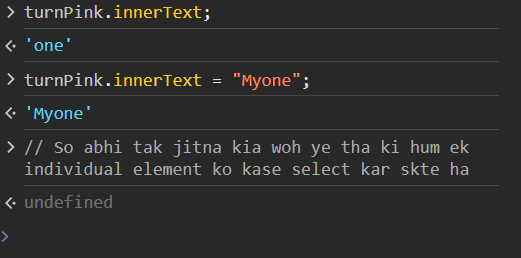 > turnPink.innerText;
<· 'one'
> turnPink.innerText = "Myone";
<· 'Myone'
> // So abhi tak jitna kia woh ye tha ki hum ek
individual element ko kase select kar skte ha
<· undefined
>